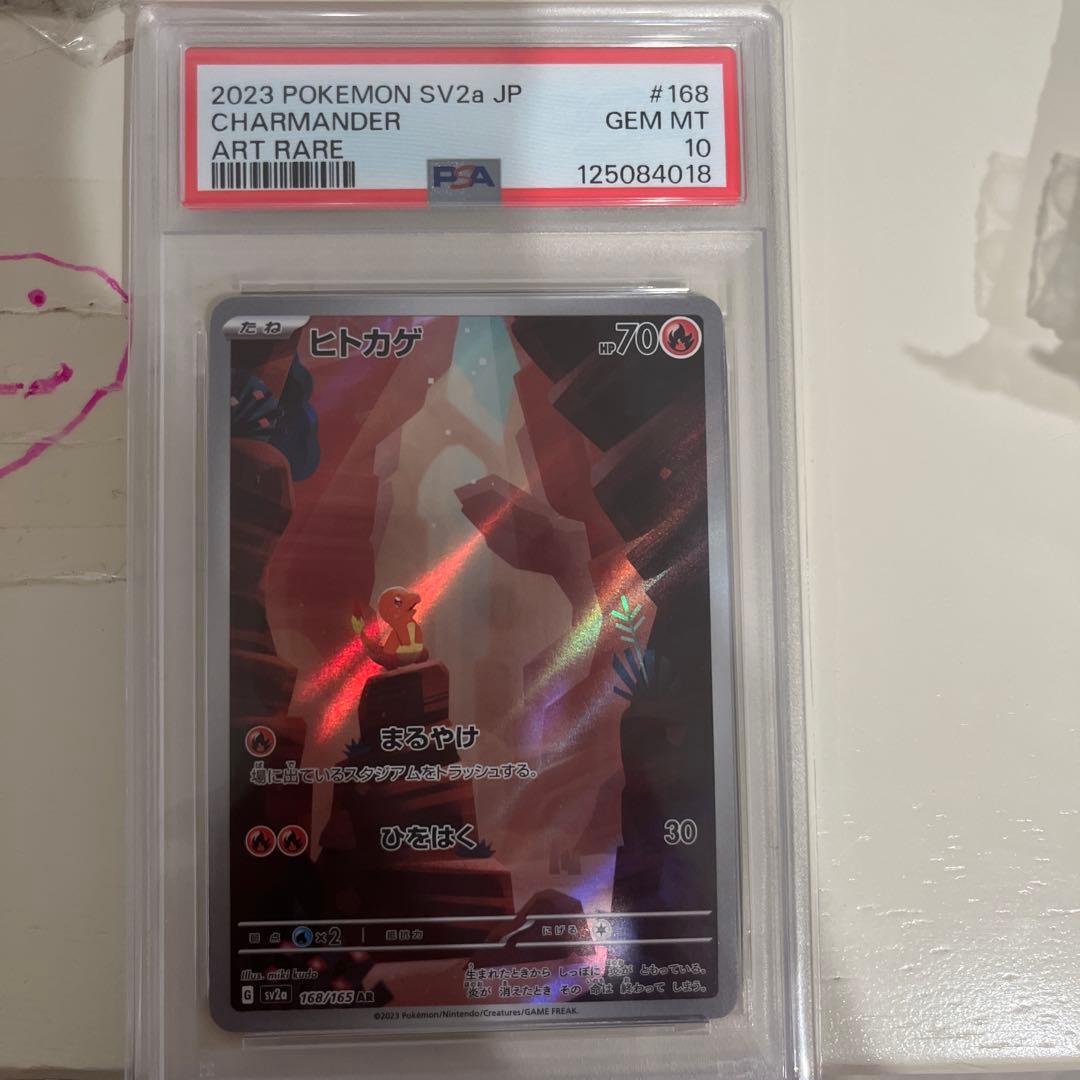 2023 POKEMON SV2a JP #168
CHARMANDER GEM MT
ART RARE 10
PSA 125084018
たね ヒトカゲ HP70
まるやけ
場に出ているスタジアムをトラッシュする。
ひをはく 30
弱点 ×2 抵抗力 にげる
Illus. miki kudo
生まれたときから しっぽに 炎が ともっている。
炎が 消えたとき その 命は 終わって しまう。
G sv2a 168/165 AR
©2023 Pokémon/Nintendo/Creatures/GAME FREAK.